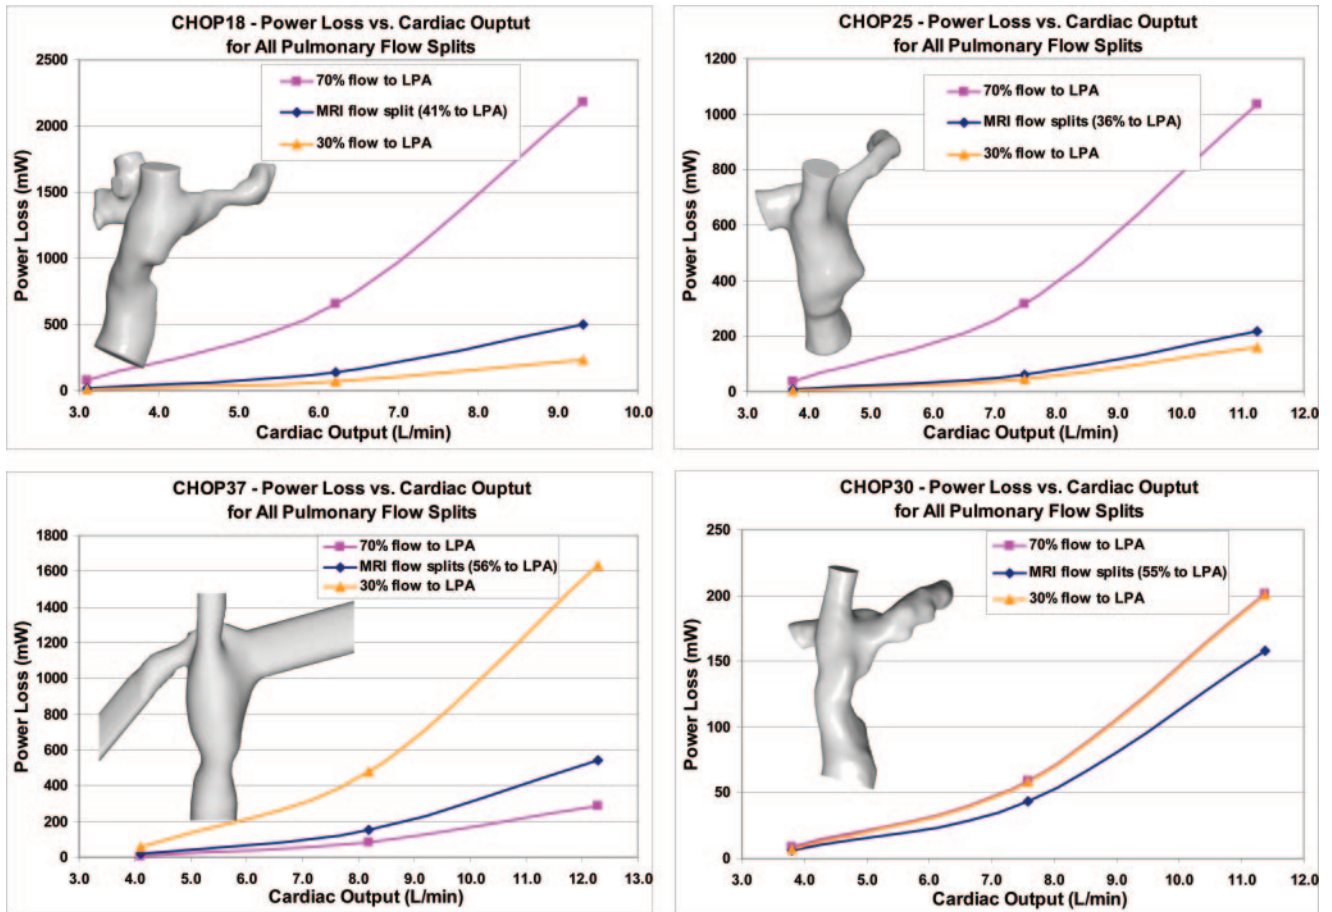 CHOP18 - Power Loss vs. Cardiac Ouptut
for All Pulmonary Flow Splits
2500
2000
1500
1000
500
0
Power Loss (mW)
70% flow to LPA
MRI flow split (41% to LPA)
30% flow to LPA
3.0 4.0 5.0 6.0 7.0 8.0 9.0 10.0
Cardiac Output (L/min)
CHOP25 - Power Loss vs. Cardiac Ouptut
for All Pulmonary Flow Splits
1200
1000
800
600
400
200
0
Power Loss (mW)
70% flow to LPA
MRI flow splits (36% to LPA)
30% flow to LPA
3.0 4.0 5.0 6.0 7.0 8.0 9.0 10.0 11.0 12.0
Cardiac Output (L/min)
CHOP37 - Power Loss vs. Cardiac Ouptut
for All Pulmonary Flow Splits
1800
1600
1400
1200
1000
800
600
400
200
0
Power Loss (mW)
70% flow to LPA
MRI flow splits (56% to LPA)
30% flow to LPA
3.0 4.0 5.0 6.0 7.0 8.0 9.0 10.0 11.0 12.0 13.0
Cardiac Output (L/min)
CHOP30 - Power Loss vs. Cardiac Ouptut
for All Pulmonary Flow Splits
250
200
150
100
50
0
Power Loss (mW)
70% flow to LPA
MRI flow splits (55% to LPA)
30% flow to LPA
3.0 4.0 5.0 6.0 7.0 8.0 9.0 10.0 11.0 12.0
Cardiac Output (L/min)